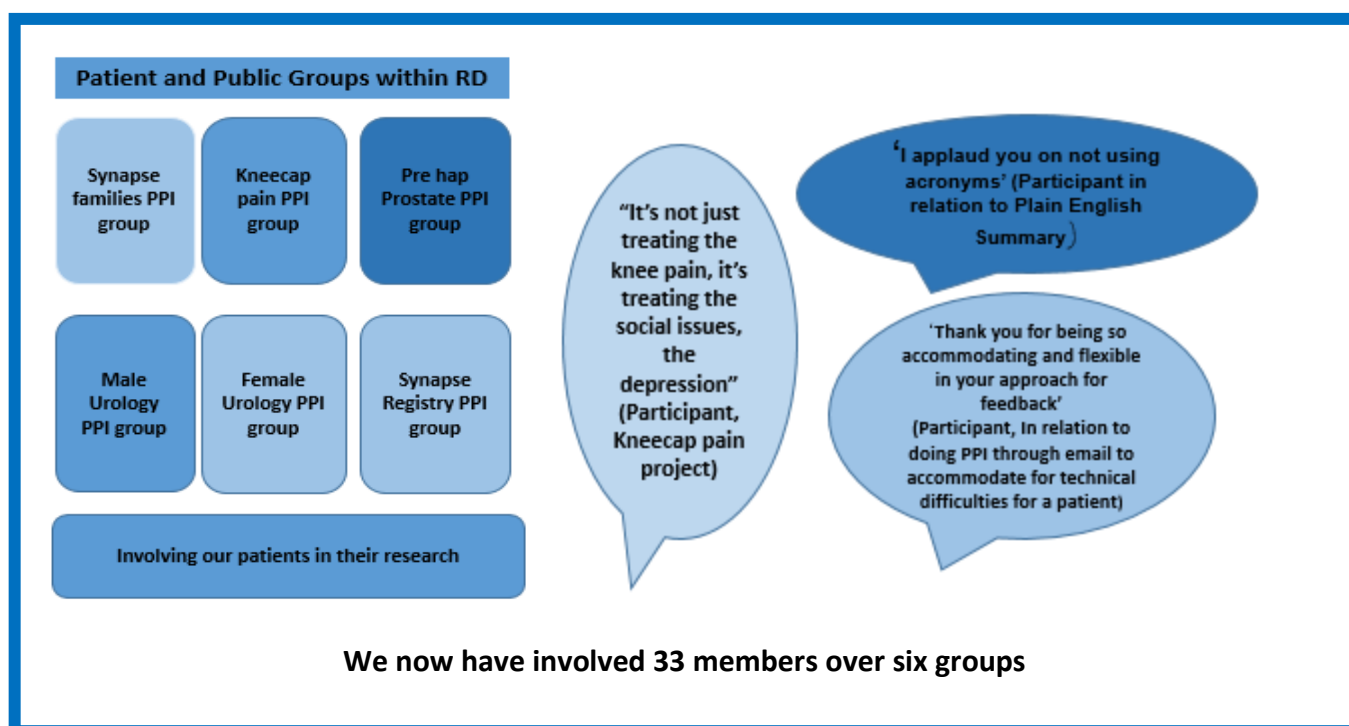 Patient and Public Groups within RD
Synapse
families PPI
group
Kneecap
pain PPI
group
Pre hap
Prostate PPI
group
Male
Urology
PPI group
Female
Urology PPI
group
Synapse
Registry PPI
group
Involving our patients in their research
“It’s not just
treating the
knee pain, it’s
treating the
social issues,
the
depression”
(Participant,
Kneecap pain
project)
‘I applaud you on not using
acronyms’ (Participant in
relation to Plain English
Summary)
‘Thank you for being so
accommodating and flexible
in your approach for
feedback’
(Participant, In relation to
doing PPI through email to
accommodate for technical
difficulties for a patient)
We now have involved 33 members over six groups